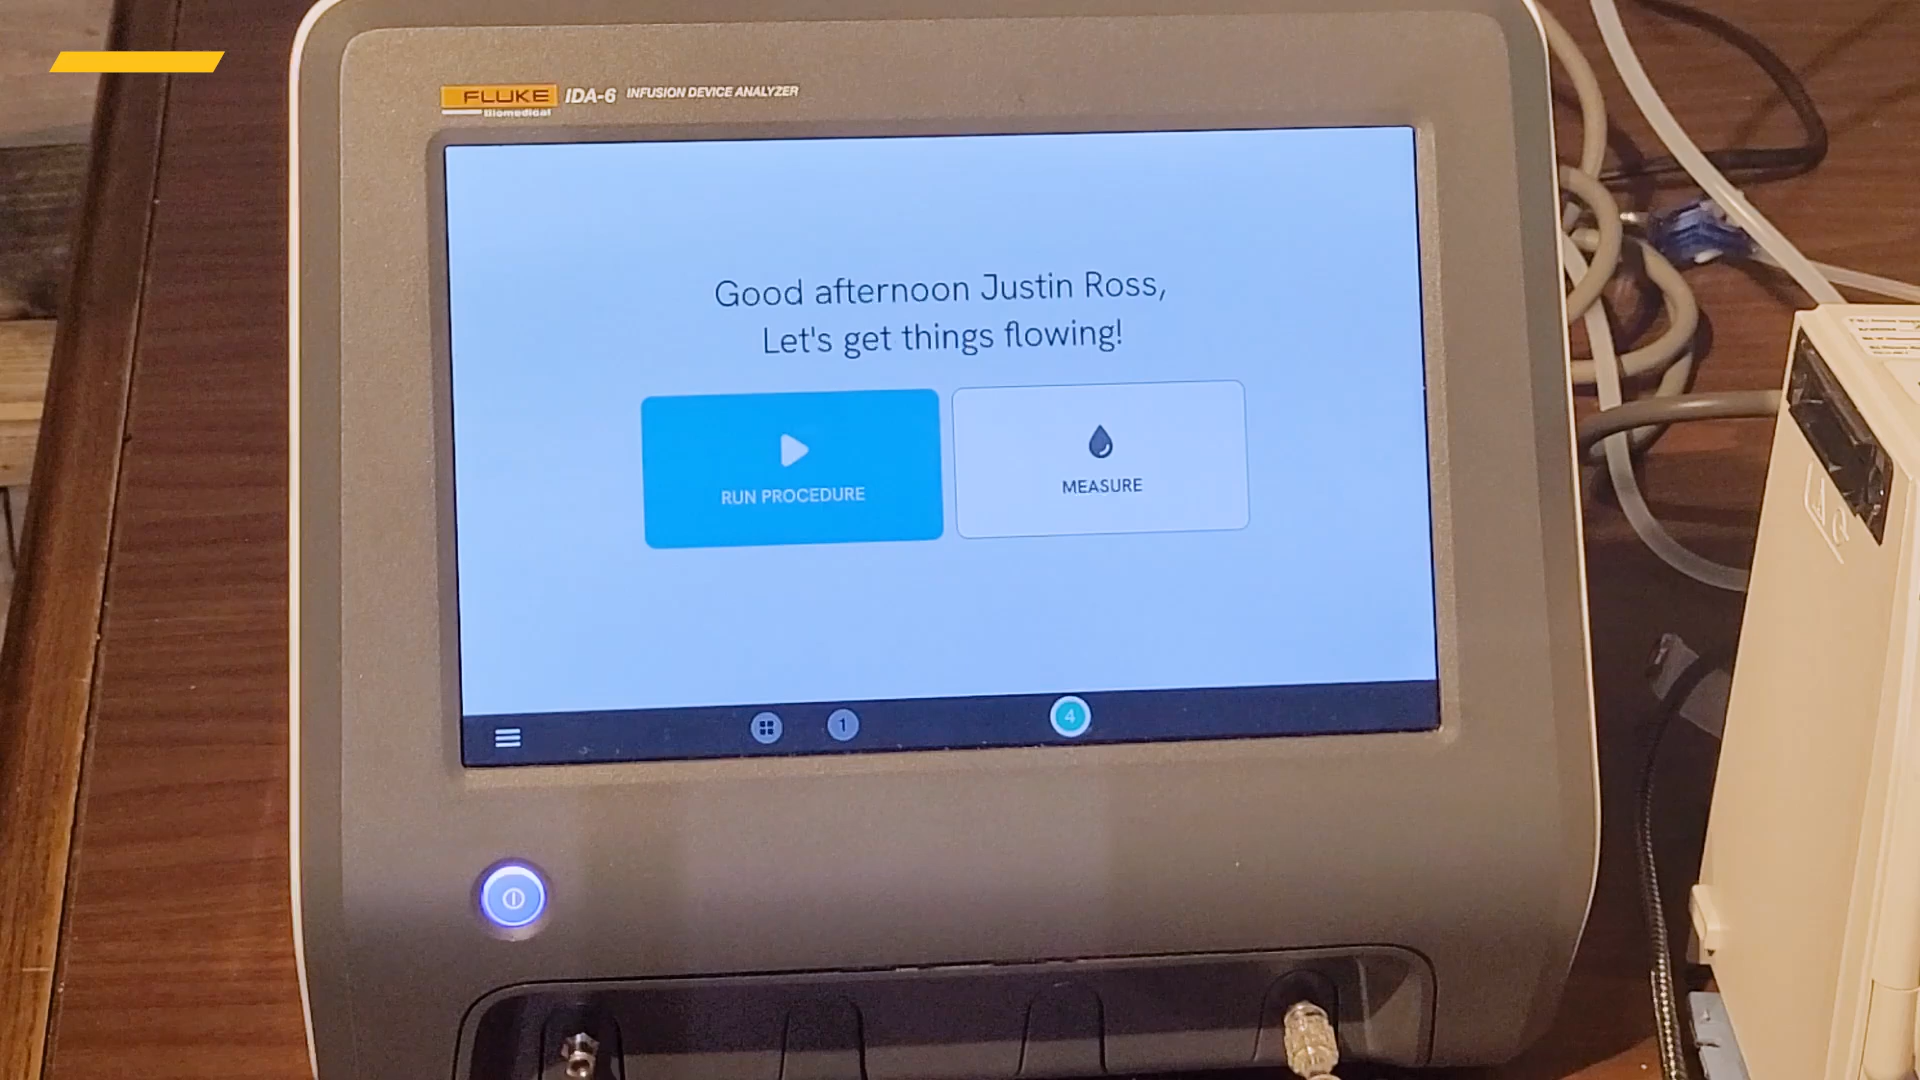 FLUKE
Biomedical
IDA-6 INFUSION DEVICE ANALYZER
Good afternoon Justin Ross,
Let's get things flowing!
RUN PROCEDURE
MEASURE
1
4